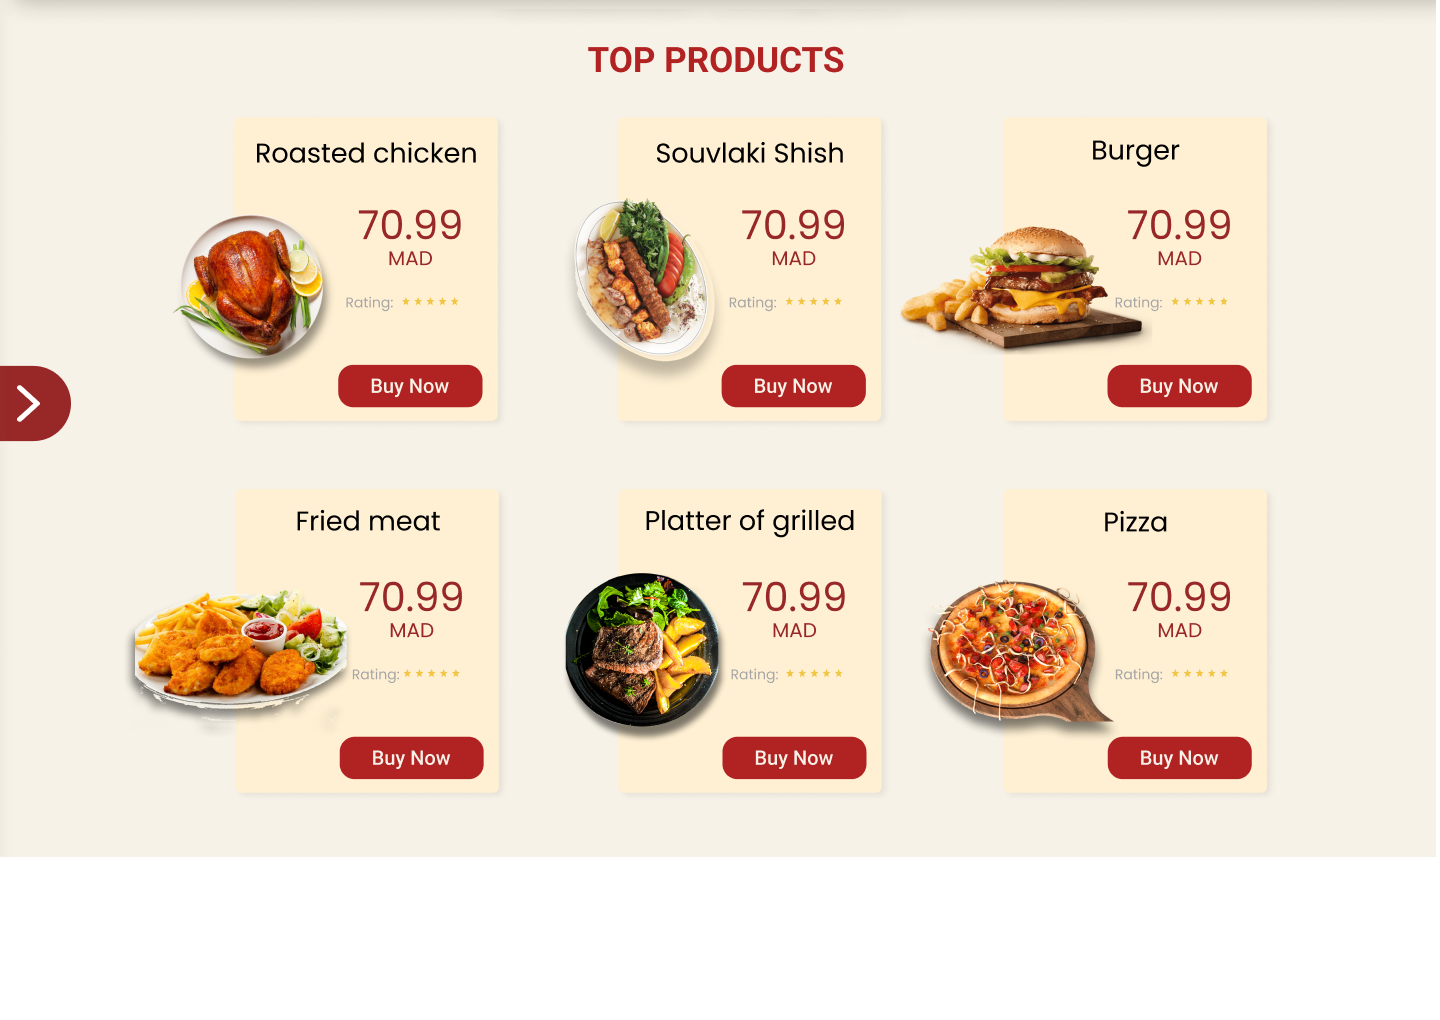 TOP PRODUCTS
Roasted chicken
70.99
MAD
Rating: ★★★★★
Buy Now
Souvlaki Shish
70.99
MAD
Rating: ★★★★★
Buy Now
Burger
70.99
MAD
Rating: ★★★★★
Buy Now
Fried meat
70.99
MAD
Rating: ★★★★★
Buy Now
Platter of grilled
70.99
MAD
Rating: ★★★★★
Buy Now
Pizza
70.99
MAD
Rating: ★★★★★
Buy Now